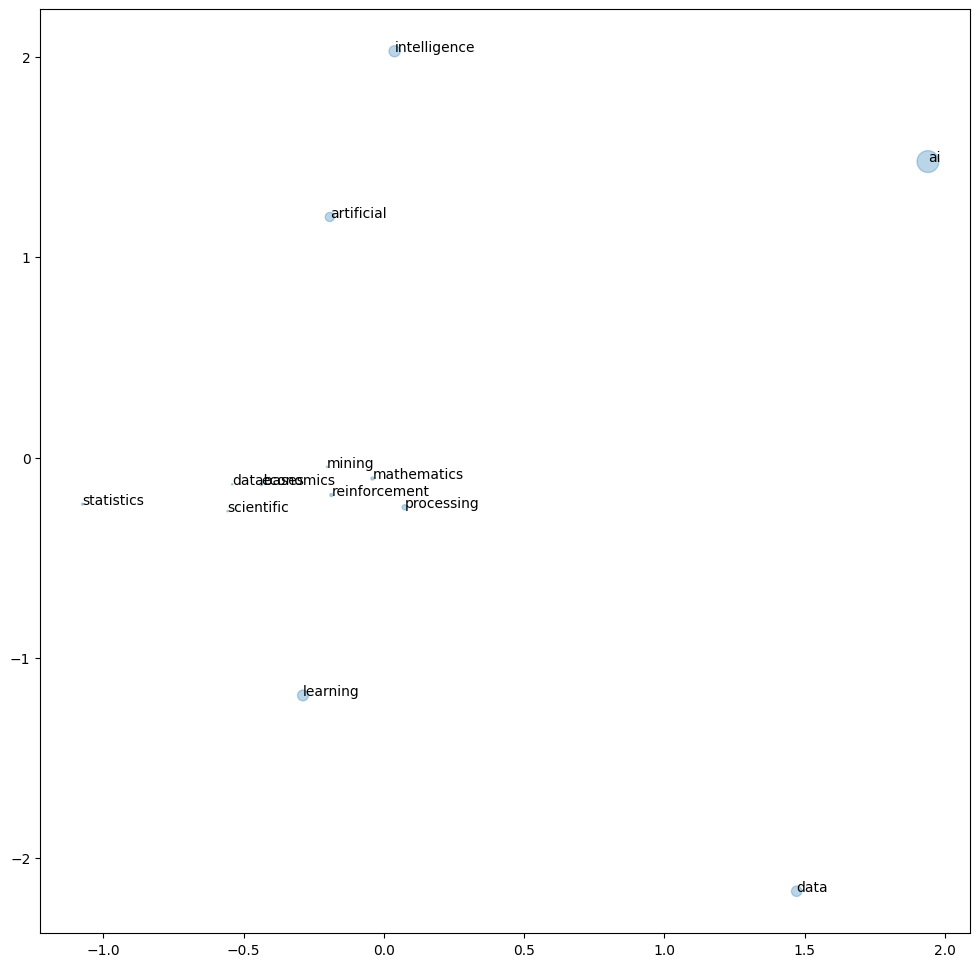 intelligence
2
ai
artificial
1
0
mining
mathematics
databases
economics
reinforcement
statistics
processing
scientific
−1
learning
−2
data
−1.0
−0.5
0.0
0.5
1.0
1.5
2.0